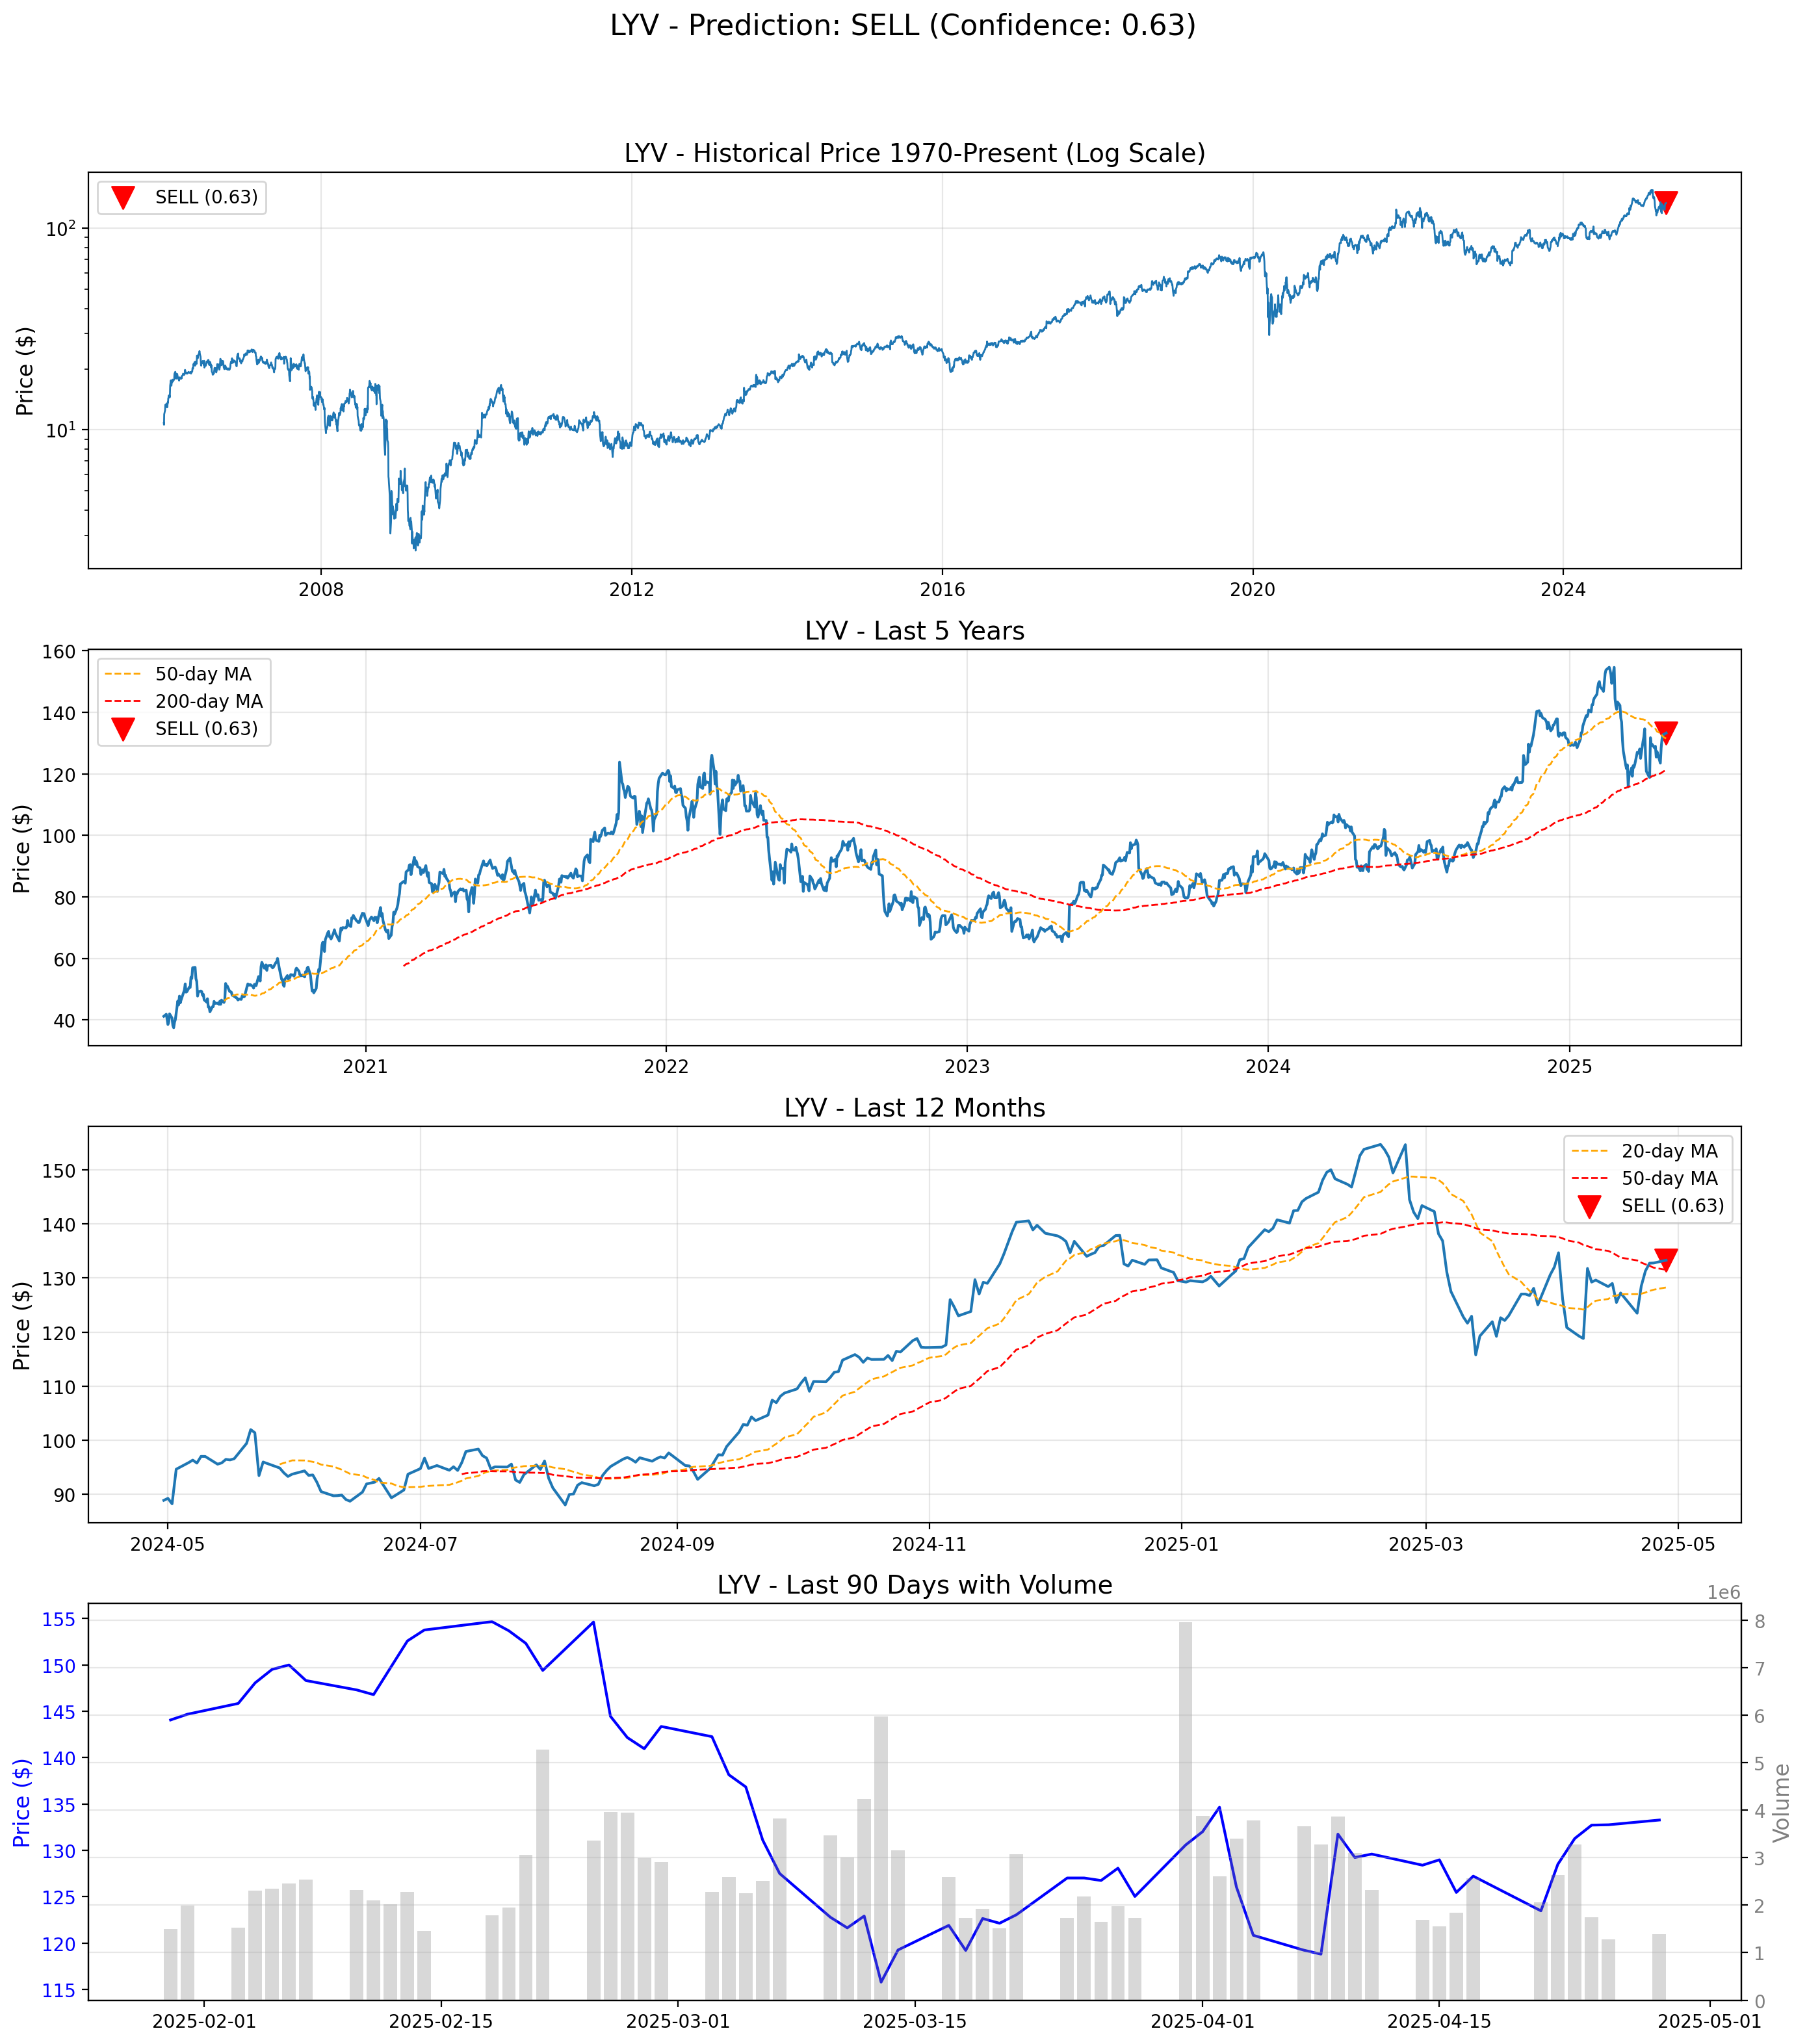 LYV - Prediction: SELL (Confidence: 0.63)
LYV - Historical Price 1970-Present (Log Scale)
SELL (0.63)
Price ($)
10²
10¹
2008 2012 2016 2020 2024
LYV - Last 5 Years
50-day MA
200-day MA
SELL (0.63)
Price ($)
160
140
120
100
80
60
40
2021 2022 2023 2024 2025
LYV - Last 12 Months
20-day MA
50-day MA
SELL (0.63)
Price ($)
150
140
130
120
110
100
90
2024-05 2024-07 2024-09 2024-11 2025-01 2025-03 2025-05
LYV - Last 90 Days with Volume
1e6
Price ($)
155
150
145
140
135
130
125
120
115
8
7
6
5
4
3
2
1
0
Volume
2025-02-01 2025-02-15 2025-03-01 2025-03-15 2025-04-01 2025-04-15 2025-05-01